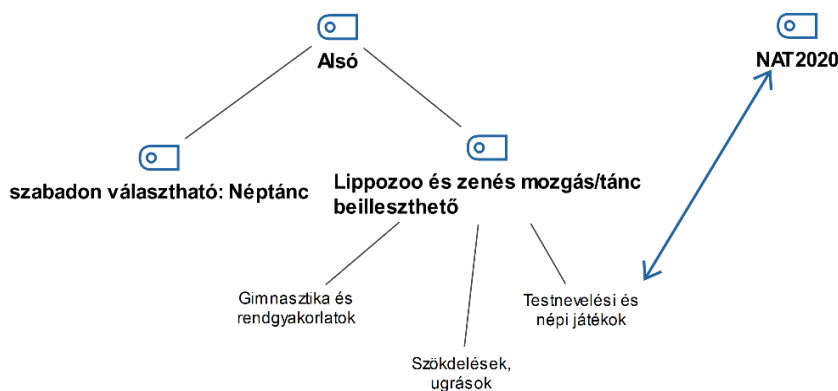 Alsó
NAT2020
szabadon választható: Néptánc
Lippozoo és zenés mozgás/tánc
beilleszthető
Gimnasztika és
rendgyakorlatok
Testnevelési és
népi játékok
Szökdelések,
ugrások